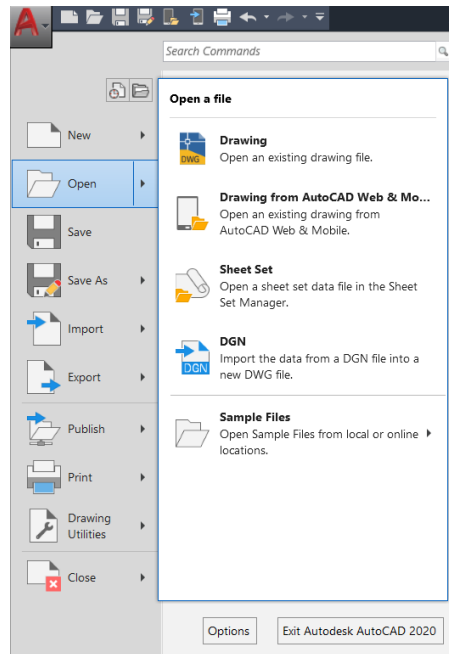 A
Search Commands
Open a file
New
Open
Save
Save As
Import
Export
Publish
Print
Drawing
Utilities
Close
DWG
Drawing
Open an existing drawing file.
Drawing from AutoCAD Web & Mo...
Open an existing drawing from
AutoCAD Web & Mobile.
Sheet Set
Open a sheet set data file in the Sheet
Set Manager.
DGN
DGN
Import the data from a DGN file into a
new DWG file.
Sample Files
Open Sample Files from local or online
locations.
Options
Exit Autodesk AutoCAD 2020